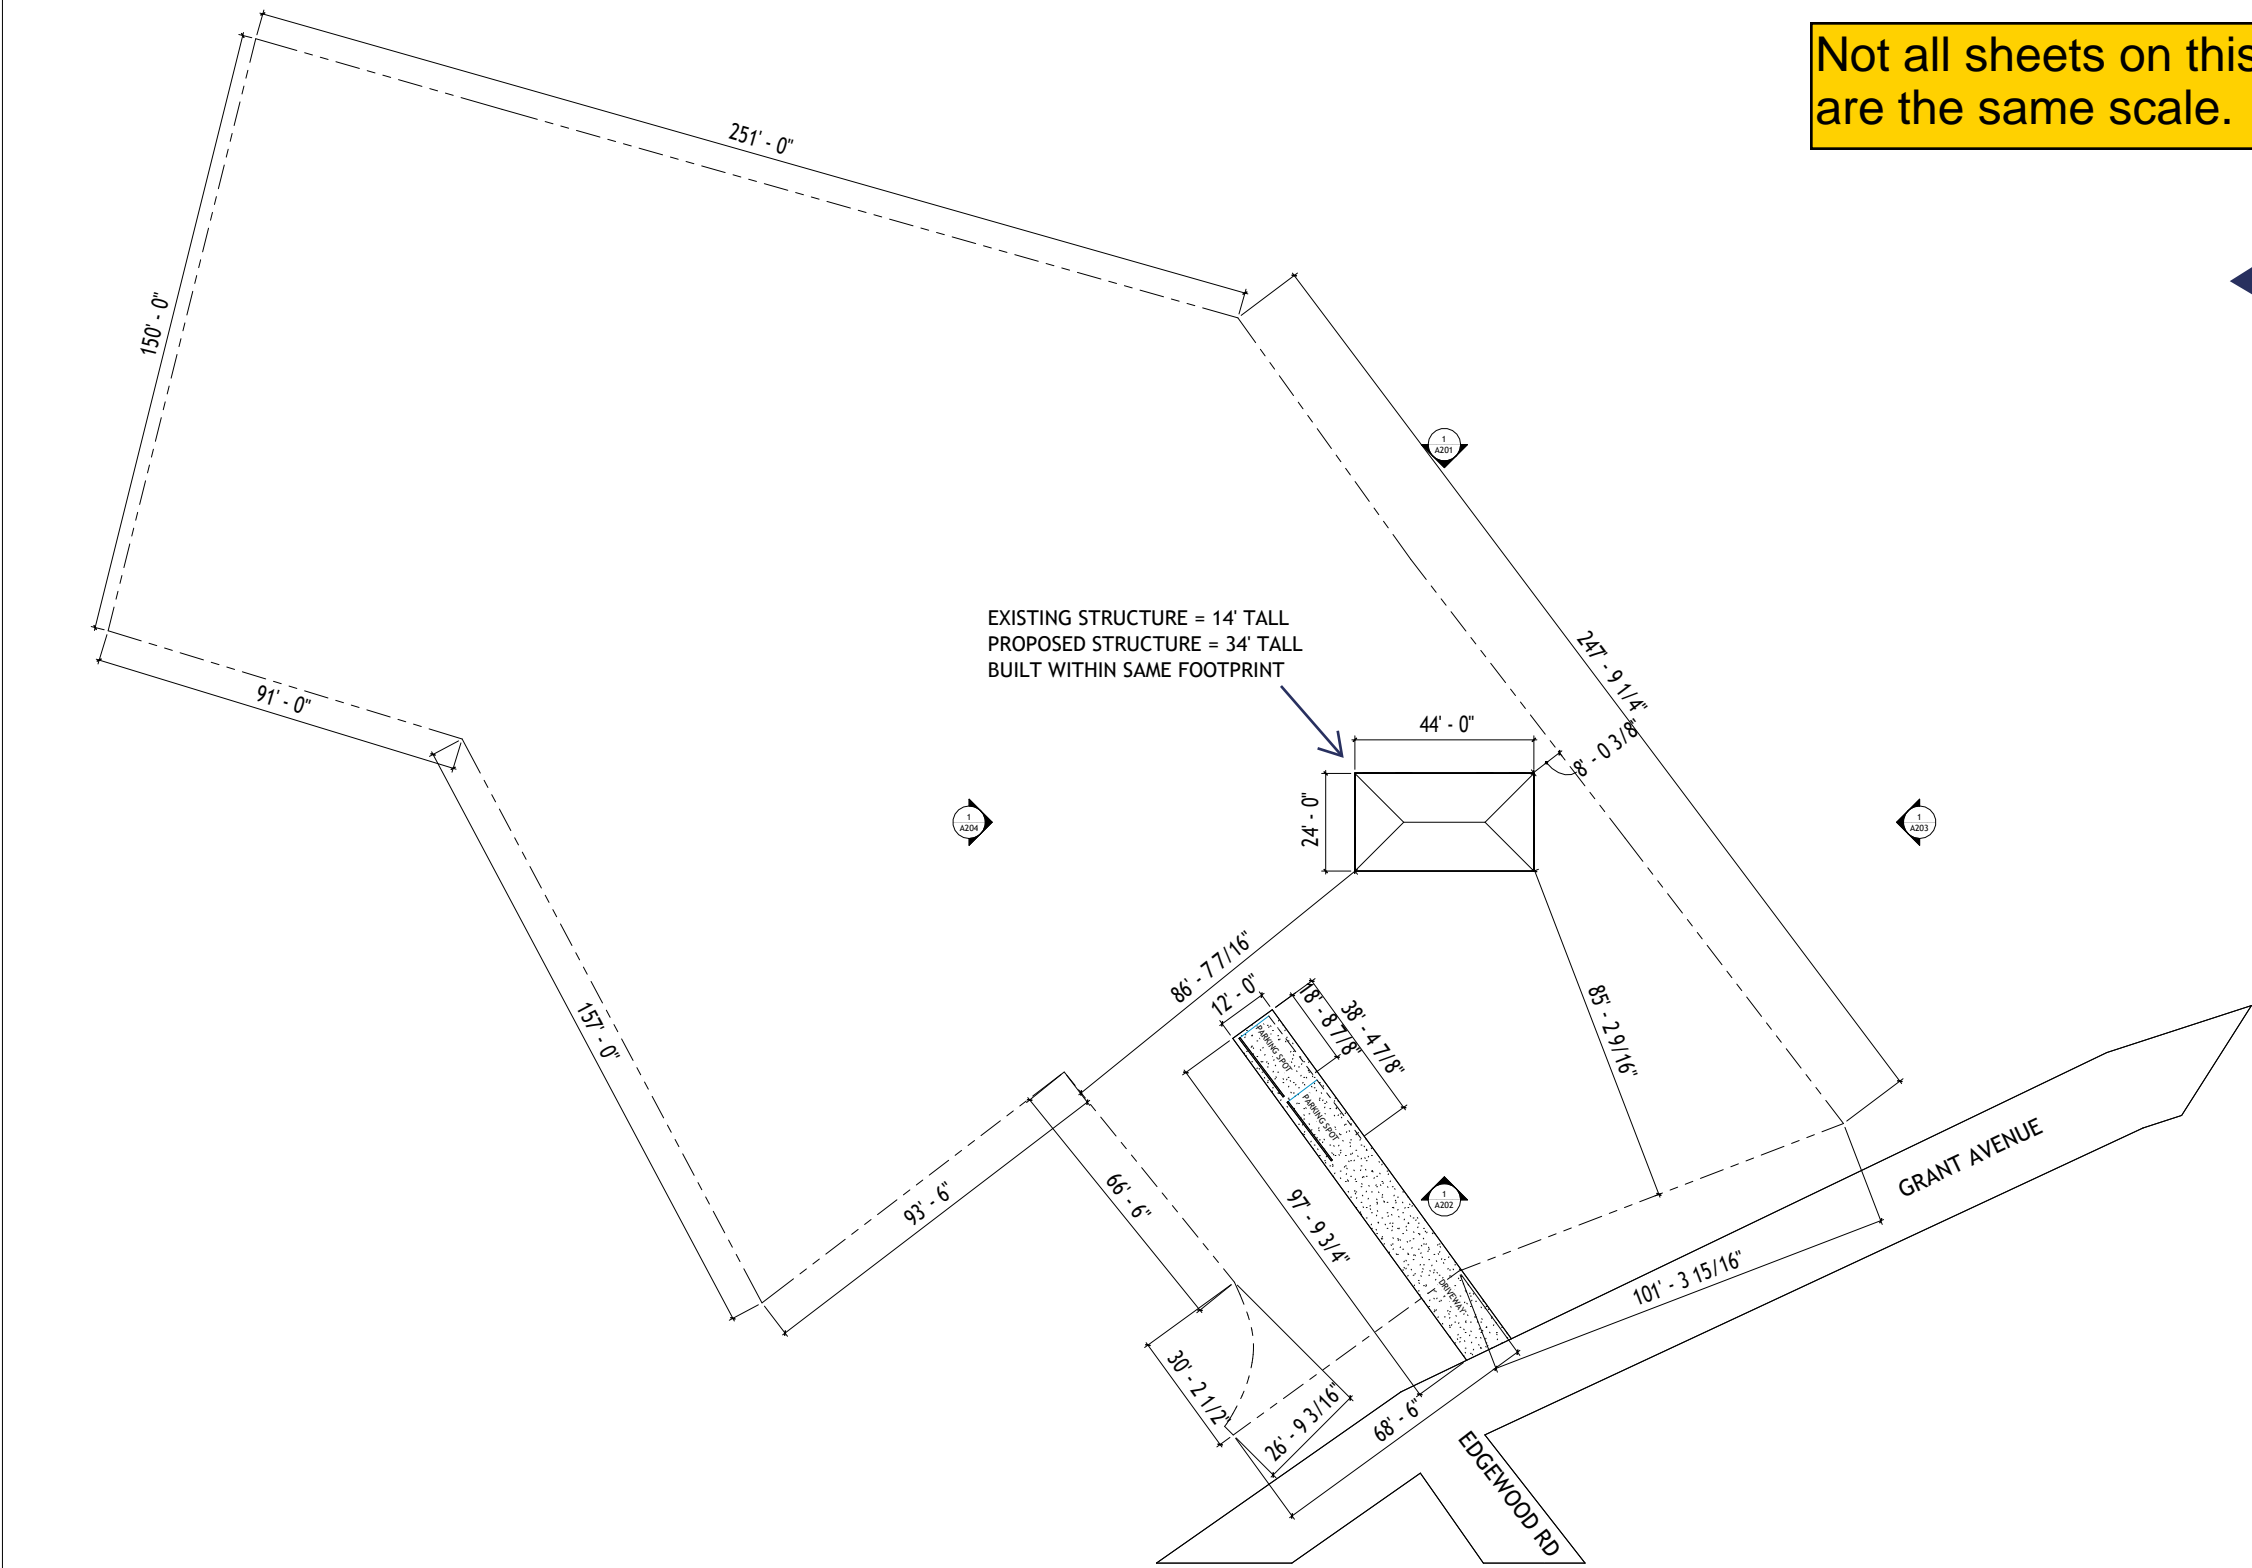 Not all sheets on this
are the same scale.
251' - 0"
150' - 0"
1
A201
EXISTING STRUCTURE = 14' TALL
PROPOSED STRUCTURE = 34' TALL
BUILT WITHIN SAME FOOTPRINT
247' - 9 1/4"
91' - 0"
44' - 0"
8' - 0 3/8"
24' - 0"
1
A204
1
A203
86' - 7 7/16"
12' - 0"
18' - 8 7/8"
38' - 4 7/8"
85' - 2 9/16"
157' - 0"
PARKING SPOT
PARKING SPOT
GRANT AVENUE
93' - 6"
66' - 6"
97' - 9 3/4"
1
A202
DRIVEWAY
101' - 3 15/16"
30' - 2 1/2"
26' - 9 3/16"
68' - 6"
EDGEWOOD RD